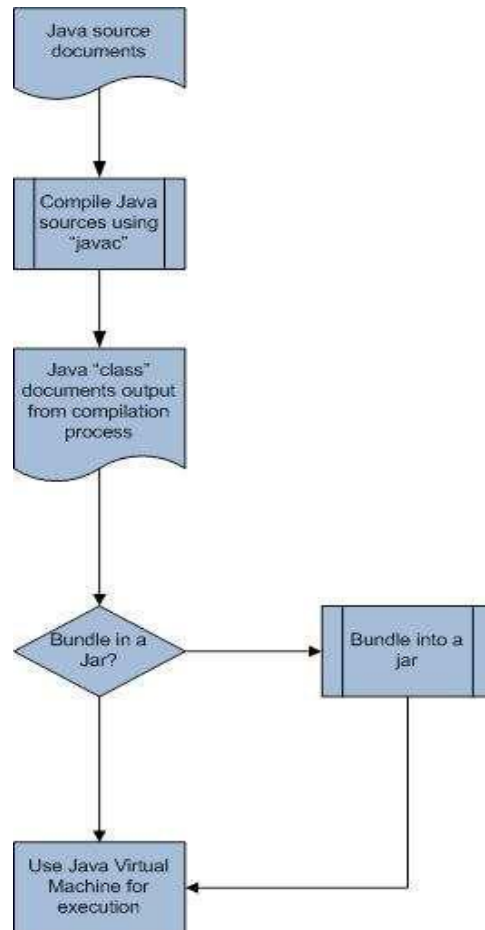 Java source
documents
Compile Java
sources using
“javac”
Java “class”
documents output
from compilation
process
Bundle in a
Jar?
Bundle into a
jar
Use Java Virtual
Machine for
execution